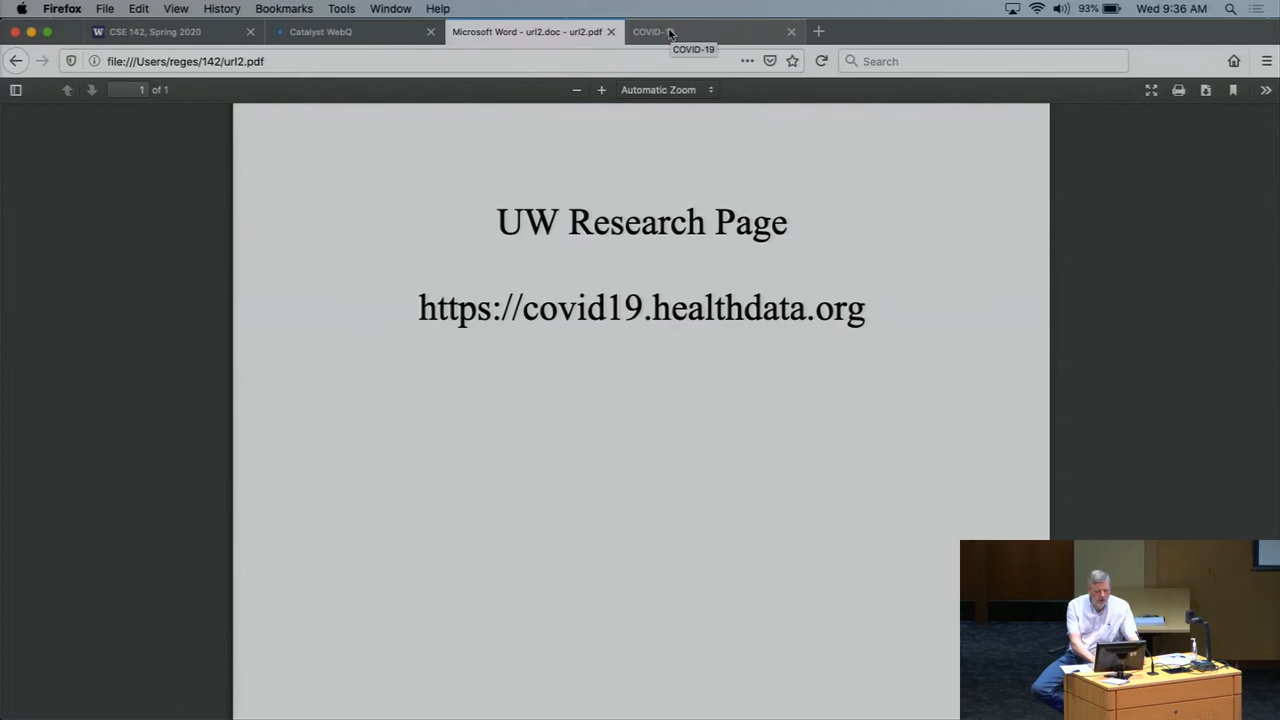 Firefox File Edit View History Bookmarks Tools Window Help 93% Wed 9:36 AM
CSE 142, Spring 2020 Catalyst WebQ Microsoft Word - url2.doc - url2.pdf COVID-19
COVID-19
file:///Users/reges/142/url2.pdf Search
1 of 1 Automatic Zoom
UW Research Page
https://covid19.healthdata.org